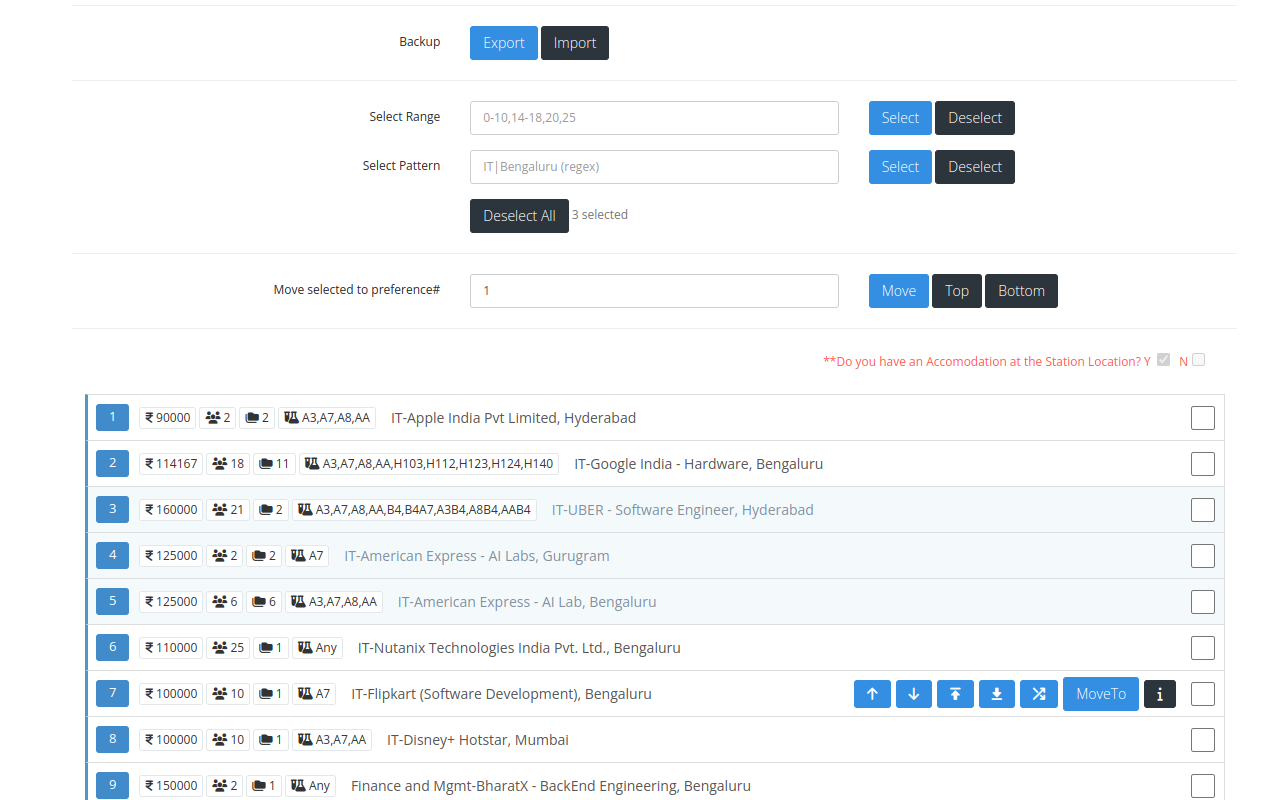 Backup Export Import
Select Range 0-10,14-18,20,25 Select Deselect
Select Pattern IT|Bengaluru (regex) Select Deselect
Deselect All 3 selected
Move selected to preference# 1 Move Top Bottom
**Do you have an Accomodation at the Station Location? Y N
1 ₹ 90000 2 2 A3,A7,A8,AA IT-Apple India Pvt Limited, Hyderabad
2 ₹ 114167 18 11 A3,A7,A8,AA,H103,H112,H123,H124,H140 IT-Google India - Hardware, Bengaluru
3 ₹ 160000 21 2 A3,A7,A8,AA,B4,B4A7,A3B4,A8B4,AAB4 IT-UBER - Software Engineer, Hyderabad
4 ₹ 125000 2 2 A7 IT-American Express - AI Labs, Gurugram
5 ₹ 125000 6 6 A3,A7,A8,AA IT-American Express - AI Lab, Bengaluru
6 ₹ 110000 25 1 Any IT-Nutanix Technologies India Pvt. Ltd., Bengaluru
7 ₹ 100000 10 1 A7 IT-Flipkart (Software Development), Bengaluru MoveTo
8 ₹ 100000 10 1 A3,A7,AA IT-Disney+ Hotstar, Mumbai
9 ₹ 150000 2 1 Any Finance and Mgmt-BharatX - BackEnd Engineering, Bengaluru